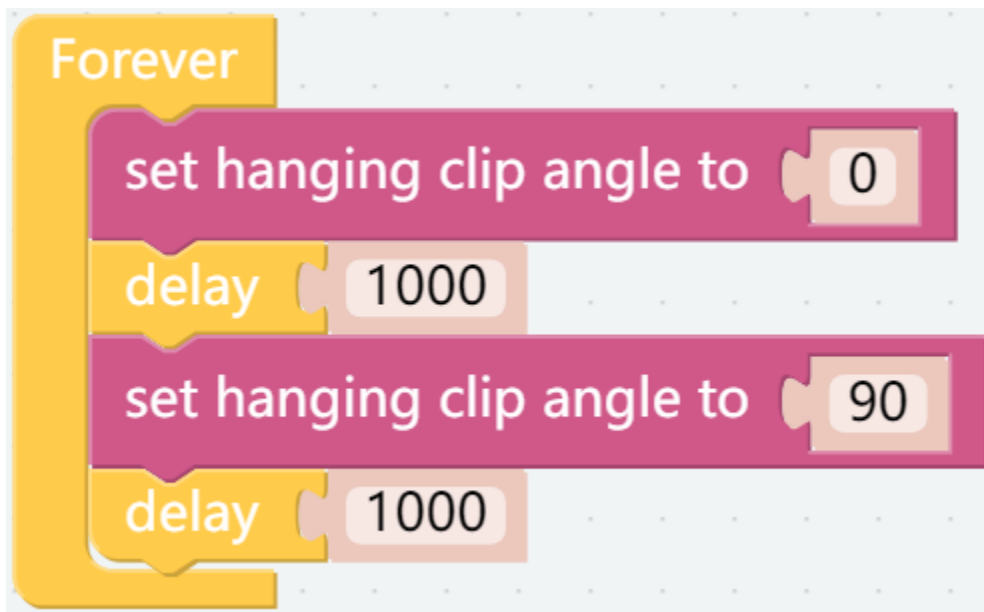 Forever
set hanging clip angle to 0
delay 1000
set hanging clip angle to 90
delay 1000